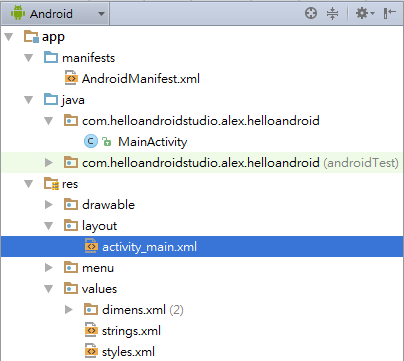 Android
app
manifests
AndroidManifest.xml
java
com.helloandroidstudio.alex.helloandroid
MainActivity
com.helloandroidstudio.alex.helloandroid (androidTest)
res
drawable
layout
activity_main.xml
menu
values
dimens.xml (2)
strings.xml
styles.xml